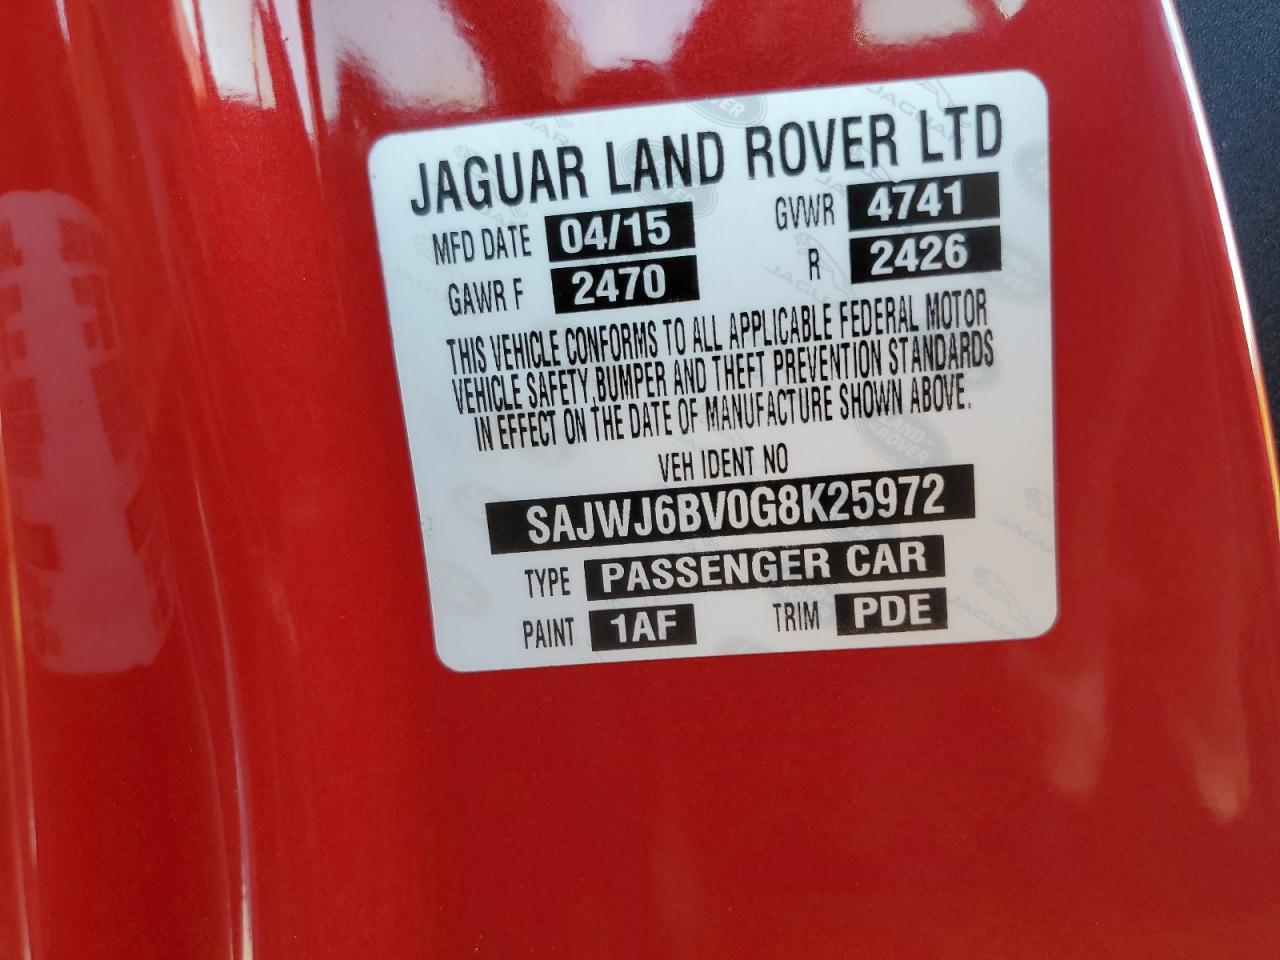 JAGUAR LAND ROVER LTD
MFD DATE 04/15 GVWR 4741
GAWR F 2470 R 2426
THIS VEHICLE CONFORMS TO ALL APPLICABLE FEDERAL MOTOR
VEHICLE SAFETY, BUMPER AND THEFT PREVENTION STANDARDS
IN EFFECT ON THE DATE OF MANUFACTURE SHOWN ABOVE.
VEH IDENT NO
SAJWJ6BV0G8K25972
TYPE PASSENGER CAR
PAINT 1AF TRIM PDE